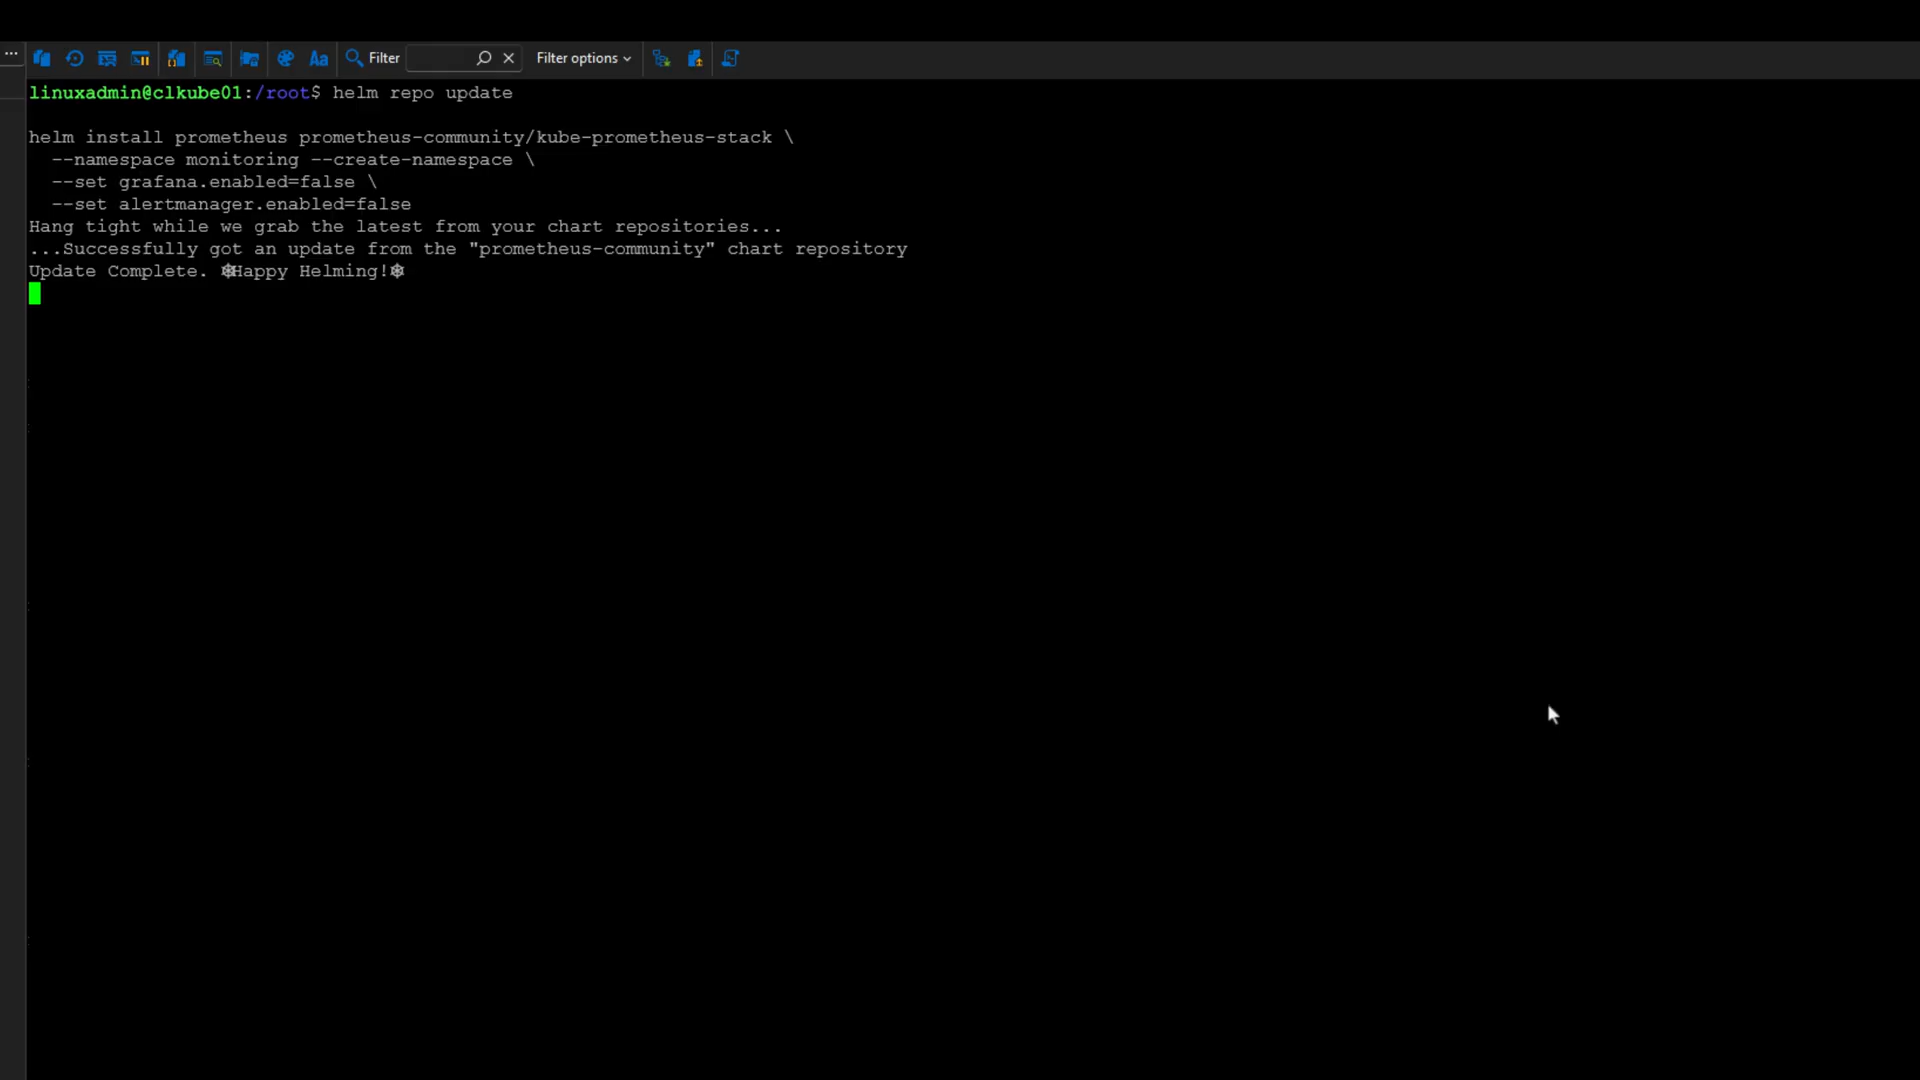 ...
Aa
Filter
Filter options
linuxadmin@clkube01:/root$ helm repo update
helm install prometheus prometheus-community/kube-prometheus-stack \
--namespace monitoring --create-namespace \
--set grafana.enabled=false \
--set alertmanager.enabled=false
Hang tight while we grab the latest from your chart repositories...
...Successfully got an update from the "prometheus-community" chart repository
Update Complete. ⎈Happy Helming!⎈